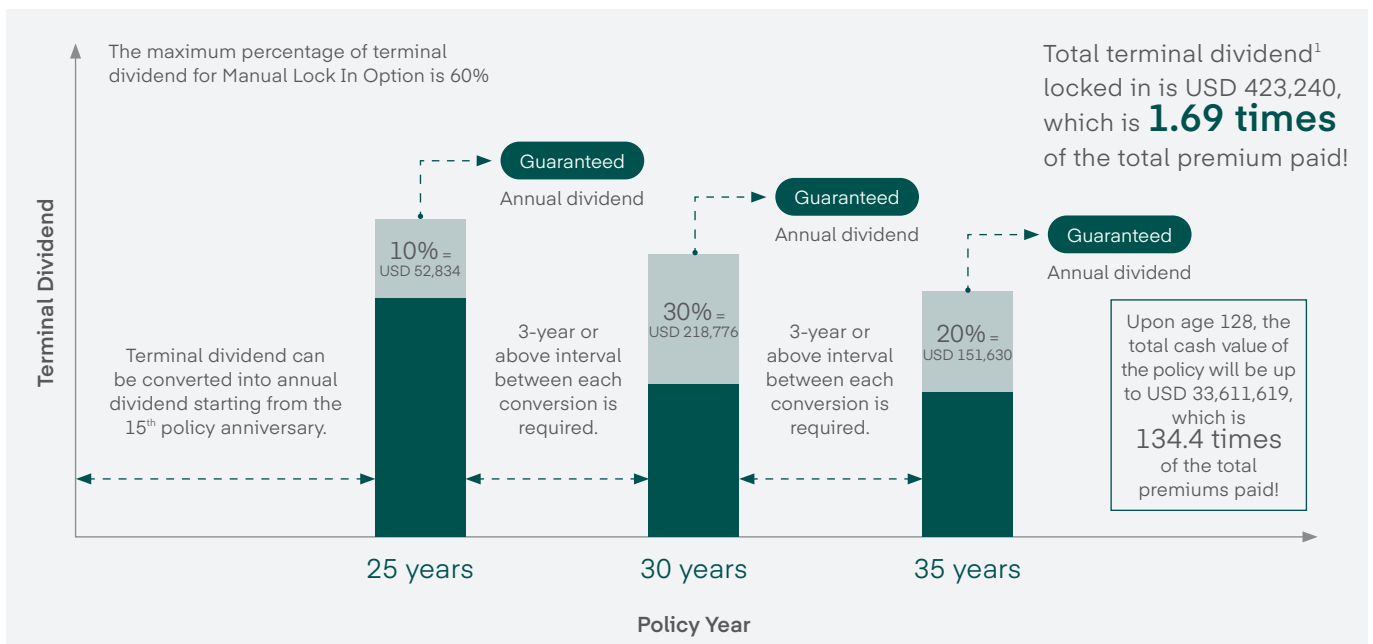 The maximum percentage of terminal
dividend for Manual Lock In Option is 60%
Total terminal dividend¹
locked in is USD 423,240,
which is 1.69 times
of the total premium paid!
Terminal Dividend
Guaranteed
Annual dividend
Guaranteed
Annual dividend
Guaranteed
Annual dividend
10% =
USD 52,834
30% =
USD 218,776
20% =
USD 151,630
Terminal dividend can
be converted into annual
dividend starting from the
15th policy anniversary.
3-year or
above interval
between each
conversion is
required.
3-year or
above interval
between each
conversion is
required.
Upon age 128, the
total cash value of
the policy will be up
to USD 33,611,619,
which is
134.4 times
of the total
premiums paid!
25 years
30 years
35 years
Policy Year